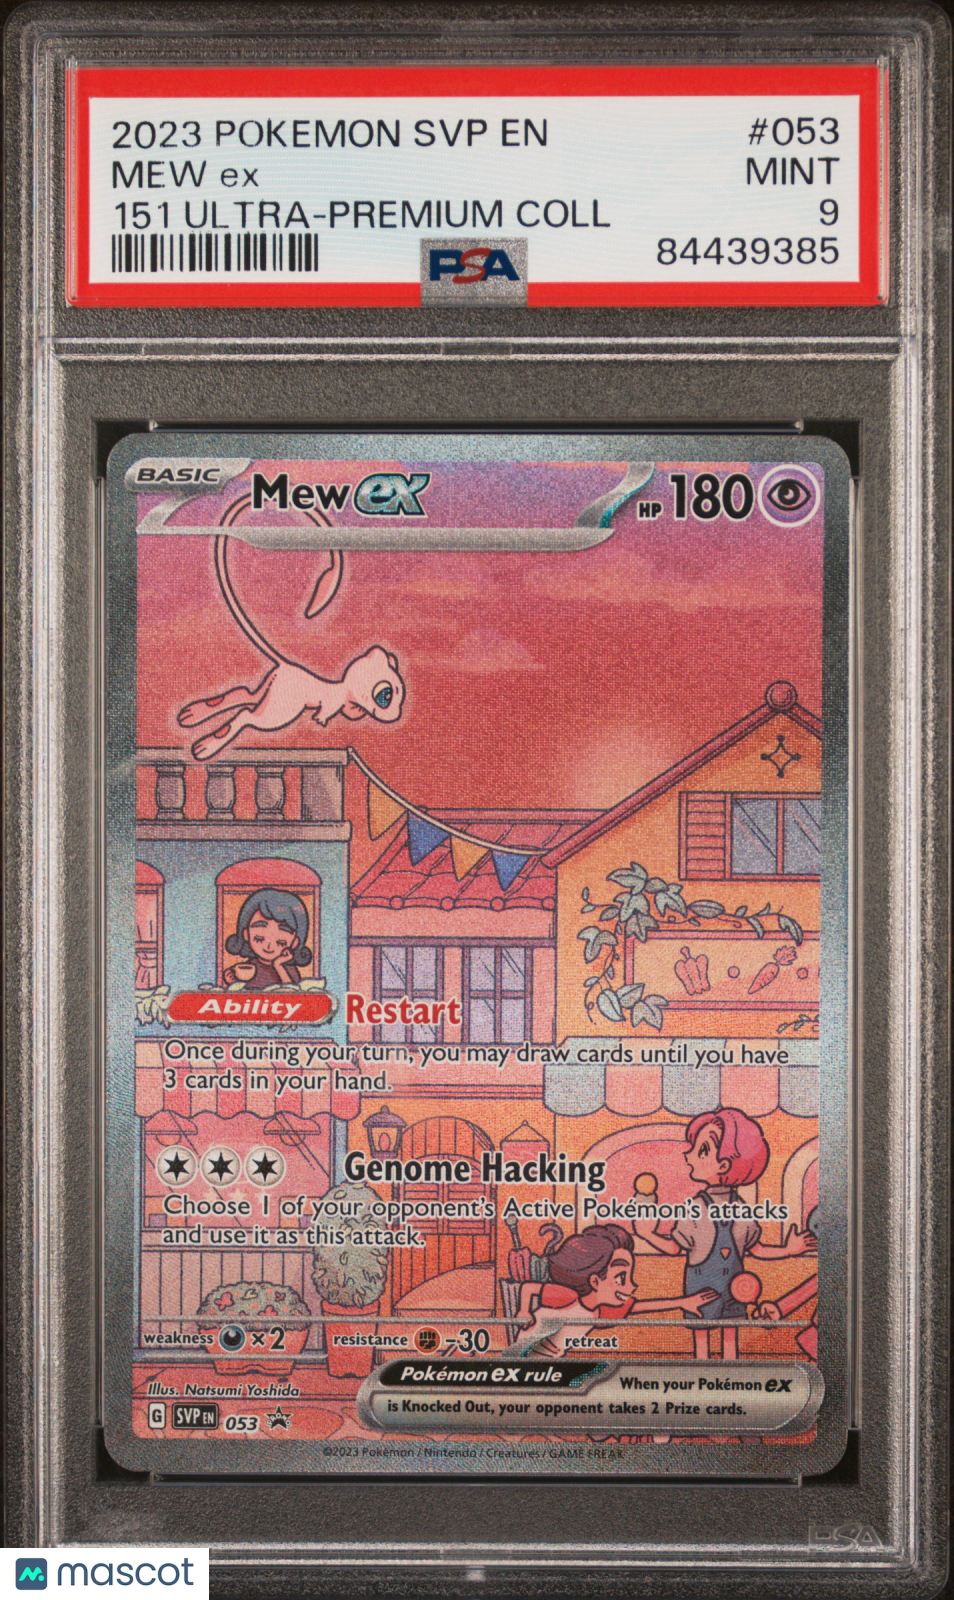 2023 POKEMON SVP EN #053
MEW ex MINT
151 ULTRA-PREMIUM COLL 9
84439385
PSA
BASIC Mew ex HP 180
Ability Restart
Once during your turn, you may draw cards until you have
3 cards in your hand.
Genome Hacking
Choose 1 of your opponent's Active Pokémon's attacks
and use it as this attack.
weakness ×2 resistance -30 retreat
Pokémon ex rule
When your Pokémon ex
is Knocked Out, your opponent takes 2 Prize cards.
Illus. Natsumi Yoshida
G SVP EN 053
©2023 Pokémon / Nintendo / Creatures / GAME FREAK
PSA
mascot